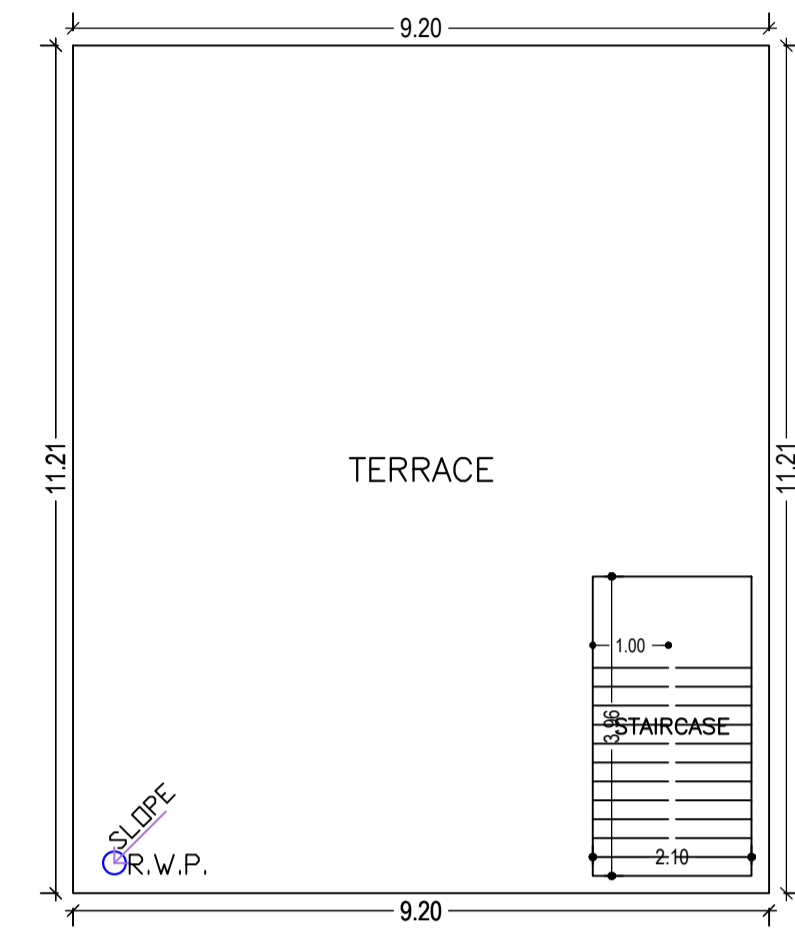 9.20
11.21
11.21
TERRACE
1.00
3.96
STAIRCASE
SLOPE
2.10
R.W.P.
9.20